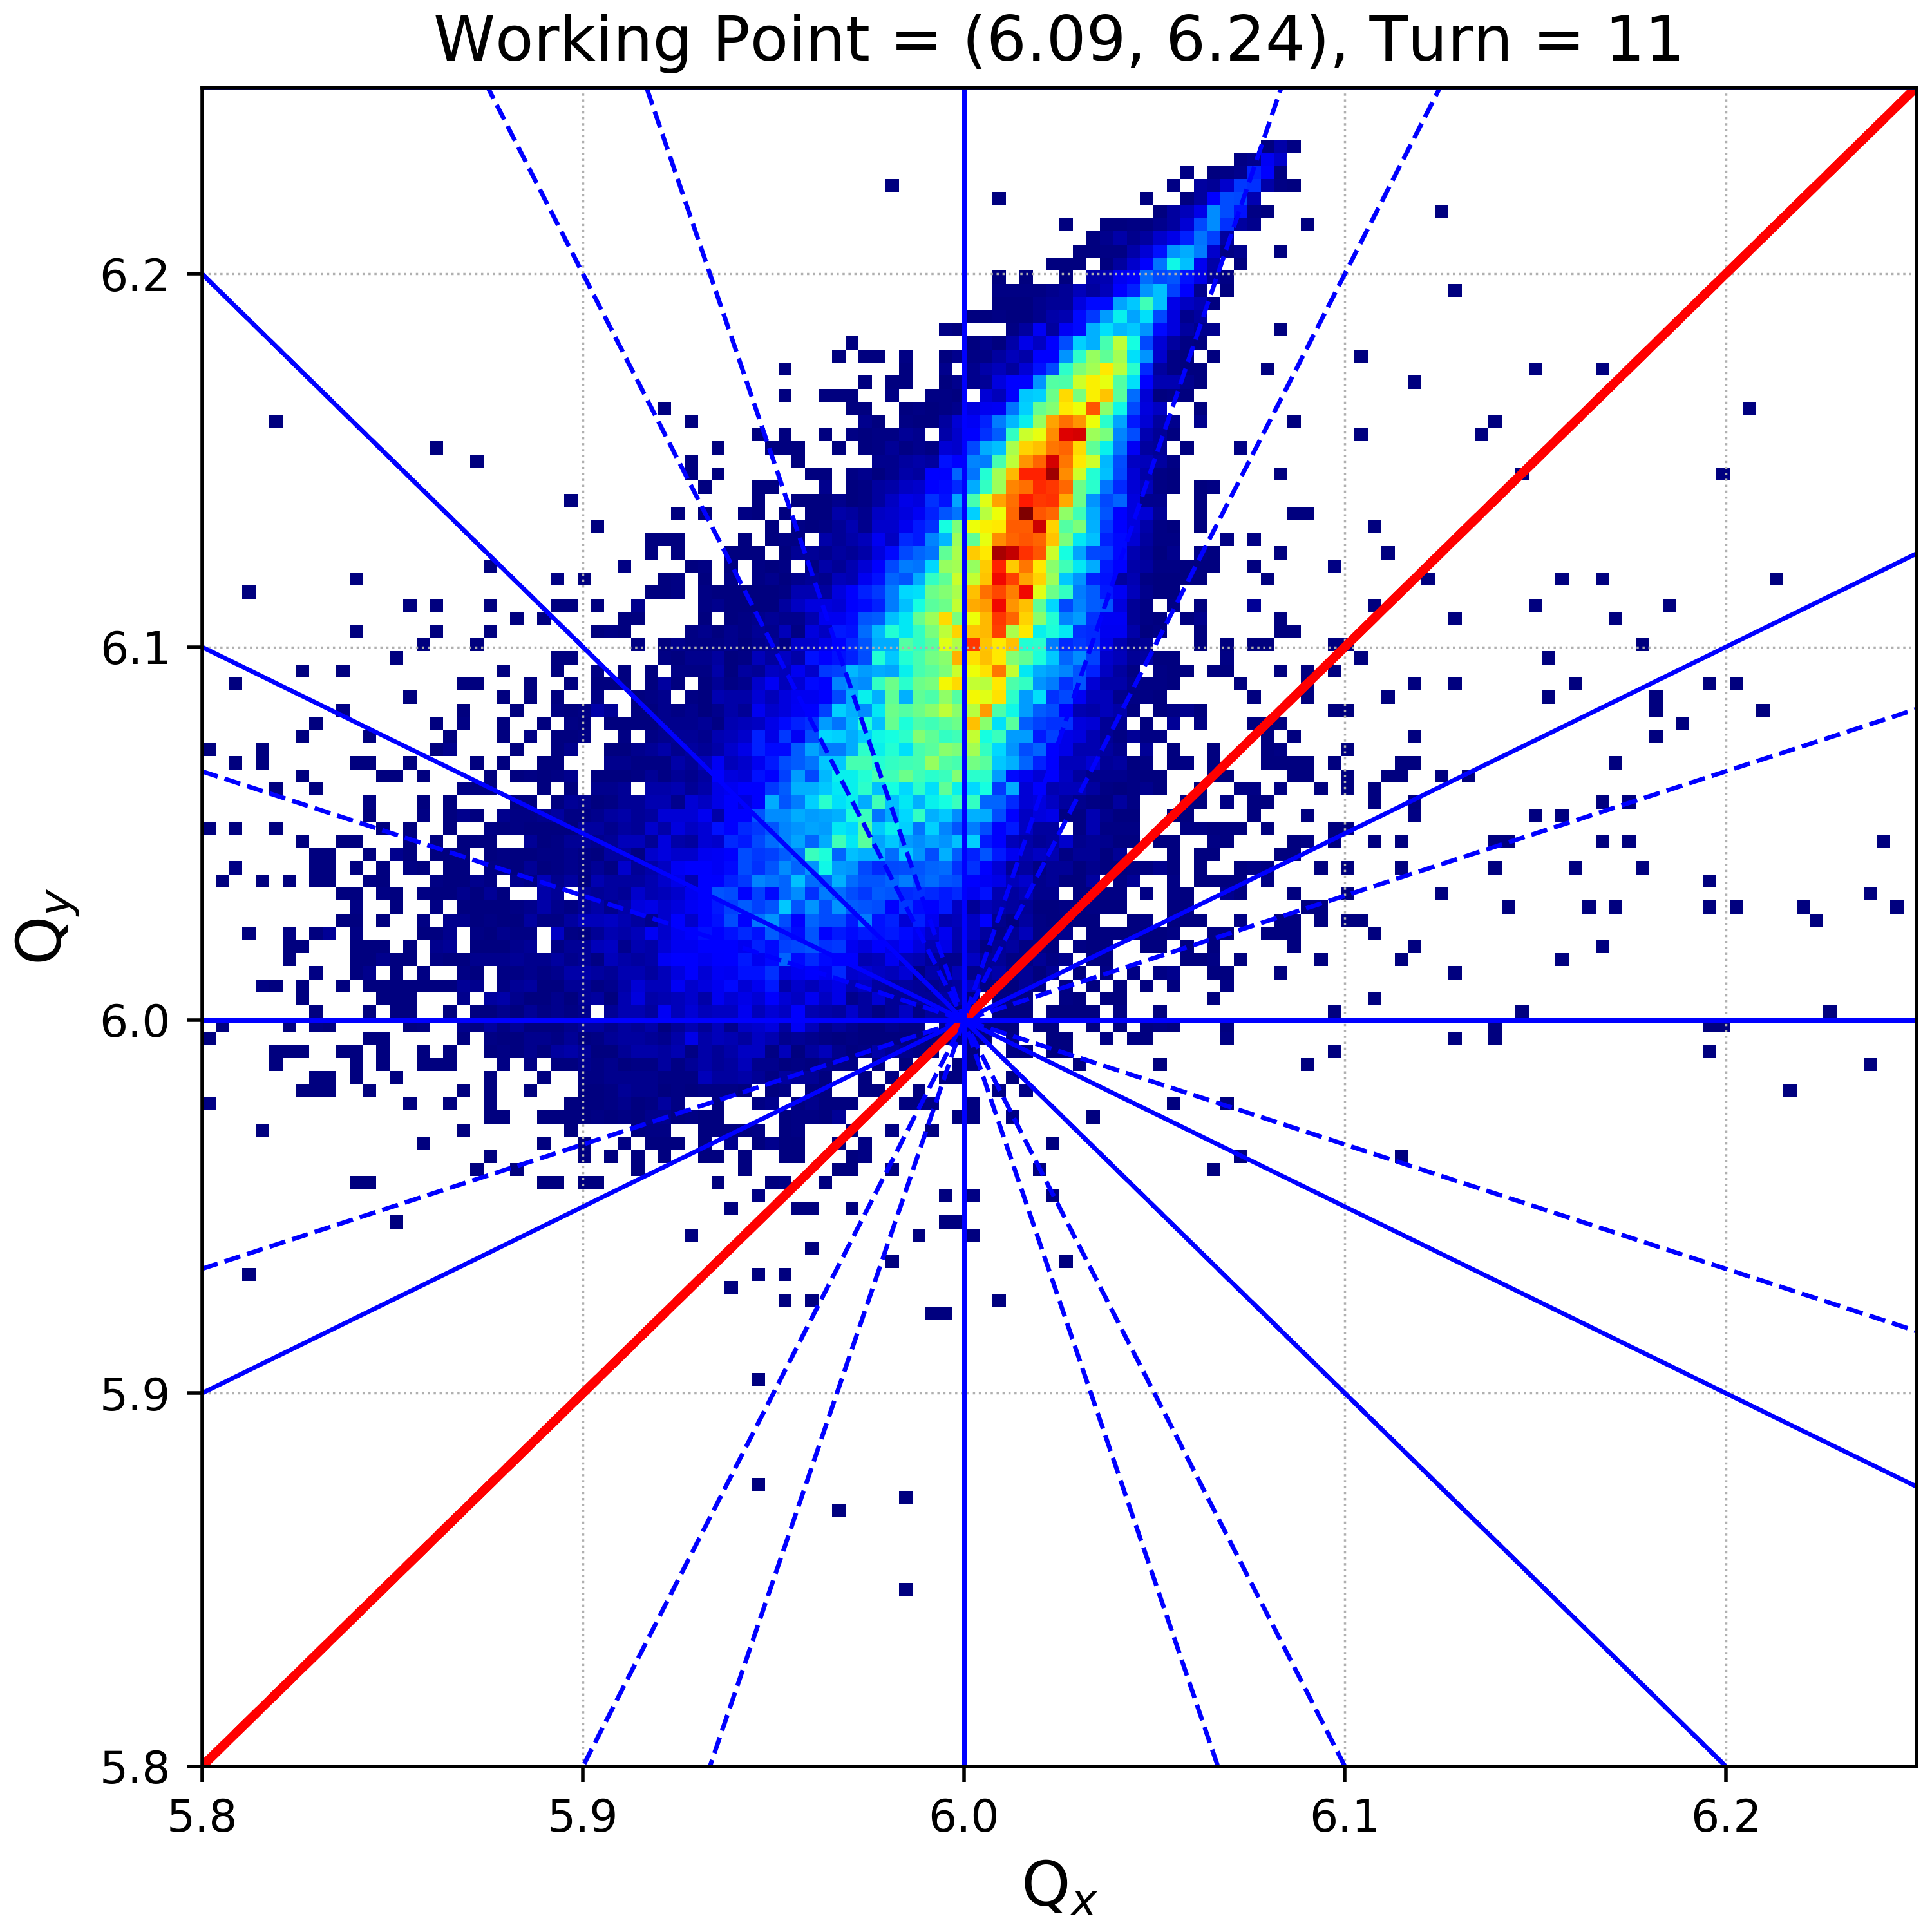 Working Point = (6.09, 6.24), Turn = 11
6.2
6.1
6.0
5.9
5.8
Qy
5.8 5.9 6.0 6.1 6.2
Qx